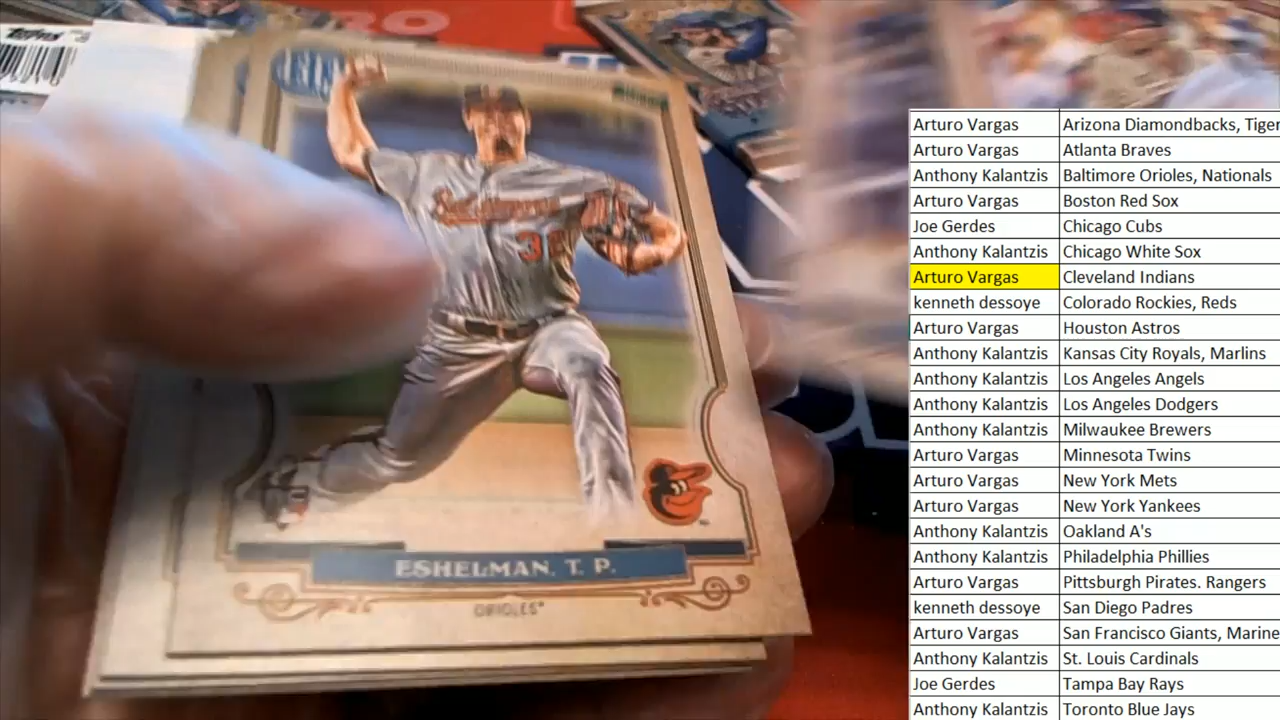 Topps
RO
Baltimore
ESHELMAN, T. P.
ORIOLES
Arturo Vargas Arizona Diamondbacks, Tiger
Arturo Vargas Atlanta Braves
Anthony Kalantzis Baltimore Orioles, Nationals
Arturo Vargas Boston Red Sox
Joe Gerdes Chicago Cubs
Anthony Kalantzis Chicago White Sox
Arturo Vargas Cleveland Indians
kenneth dessoye Colorado Rockies, Reds
Arturo Vargas Houston Astros
Anthony Kalantzis Kansas City Royals, Marlins
Anthony Kalantzis Los Angeles Angels
Anthony Kalantzis Los Angeles Dodgers
Anthony Kalantzis Milwaukee Brewers
Arturo Vargas Minnesota Twins
Arturo Vargas New York Mets
Arturo Vargas New York Yankees
Anthony Kalantzis Oakland A's
Anthony Kalantzis Philadelphia Phillies
Arturo Vargas Pittsburgh Pirates. Rangers
kenneth dessoye San Diego Padres
Arturo Vargas San Francisco Giants, Marine
Anthony Kalantzis St. Louis Cardinals
Joe Gerdes Tampa Bay Rays
Anthony Kalantzis Toronto Blue Jays